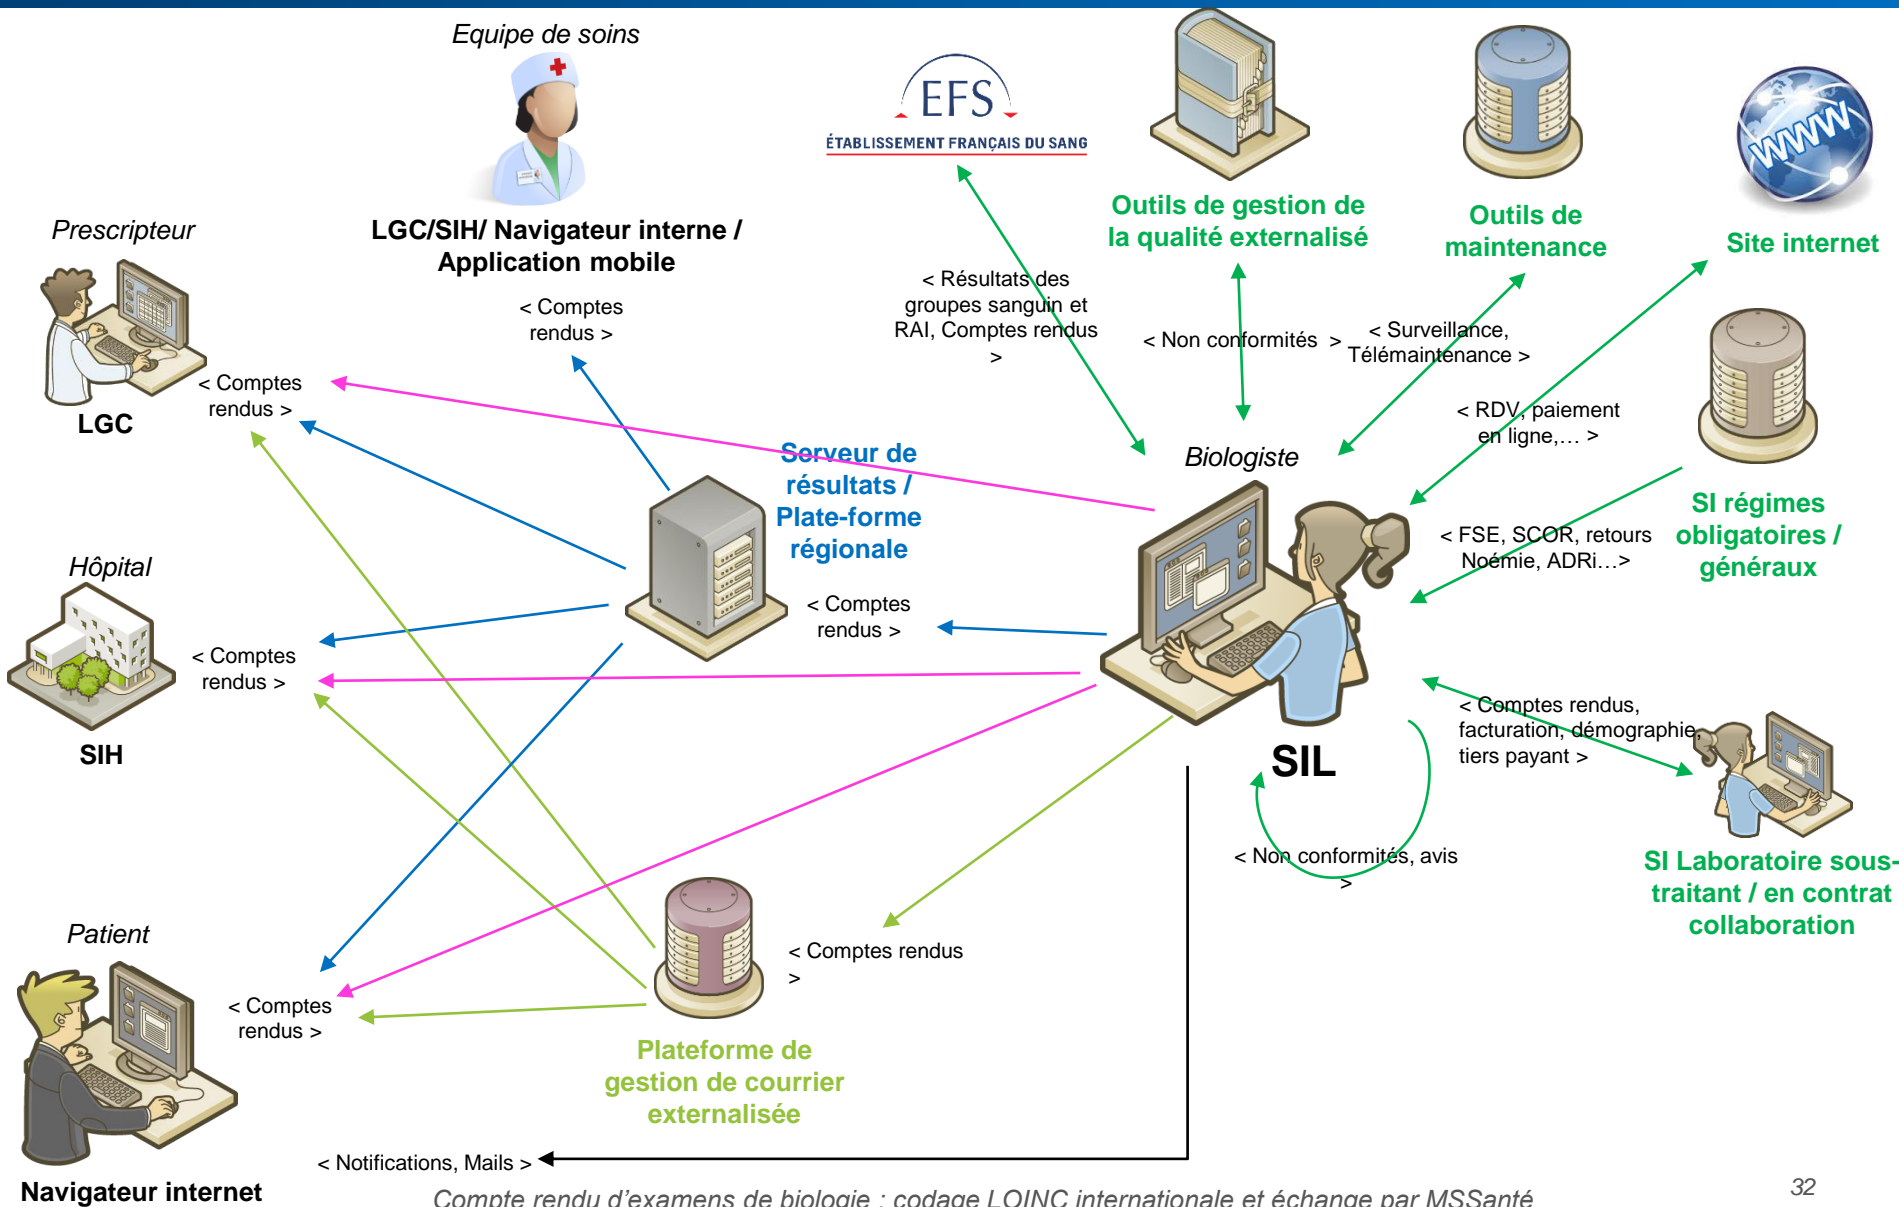 Equipe de soins
LGC/SIH/ Navigateur interne /
Application mobile
< Comptes
rendus >
EFS
ÉTABLISSEMENT FRANÇAIS DU SANG
< Résultats des
groupes sanguin et
RAI, Comptes rendus
>
Outils de gestion de
la qualité externalisé
< Non conformités >
Outils de
maintenance
< Surveillance,
Télémaintenance >
WWW
Site internet
< RDV, paiement
en ligne,… >
SI régimes
obligatoires /
généraux
< FSE, SCOR, retours
Noémie, ADRi…>
Prescripteur
LGC
< Comptes
rendus >
Serveur de
résultats /
Plate-forme
régionale
< Comptes
rendus >
Biologiste
SIL
Hôpital
SIH
< Comptes
rendus >
< Comptes rendus,
facturation, démographie,
tiers payant >
SI Laboratoire sous-
traitant / en contrat
collaboration
< Non conformités, avis
>
Patient
Navigateur internet
< Comptes
rendus >
< Comptes rendus
>
Plateforme de
gestion de courrier
externalisée
< Notifications, Mails >
Compte rendu d'examens de biologie : codage LOINC internationale et échange par MSSanté
32